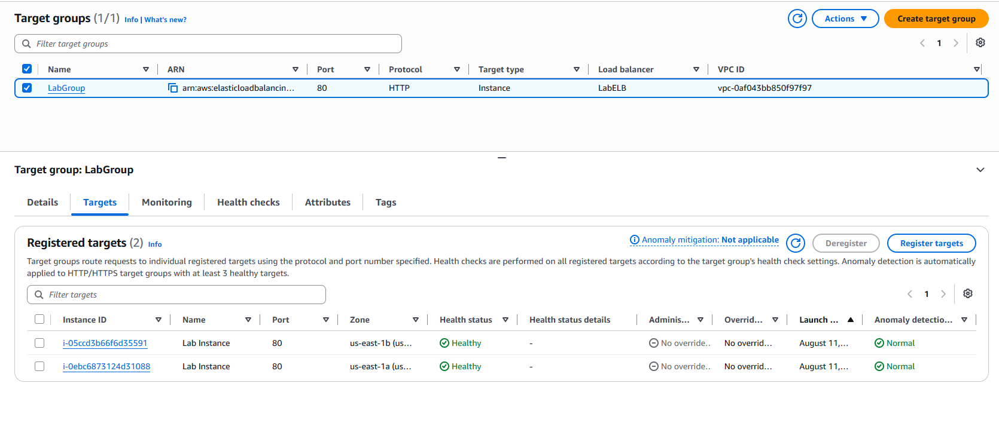 Target groups (1/1) Info | What's new?
Actions
Create target group
Filter target groups
1
Name ARN Port Protocol Target type Load balancer VPC ID
LabGroup arn:aws:elasticloadbalancin... 80 HTTP Instance LabELB vpc-0af043bb850f97f97
Target group: LabGroup
Details Targets Monitoring Health checks Attributes Tags
Registered targets (2) Info
Anomaly mitigation: Not applicable
Deregister
Register targets
Target groups route requests to individual registered targets using the protocol and port number specified. Health checks are performed on all registered targets according to the target group's health check settings. Anomaly detection is automatically
applied to HTTP/HTTPS target groups with at least 3 healthy targets.
Filter targets
1
Instance ID Name Port Zone Health status Health status details Adminis... Overrid... Launch ... Anomaly detectio...
i-05ccd3b66f6d35591 Lab Instance 80 us-east-1b (us... Healthy - No override... No overrid... August 11,... Normal
i-0ebc6873124d31088 Lab Instance 80 us-east-1a (us... Healthy - No override... No overrid... August 11,... Normal